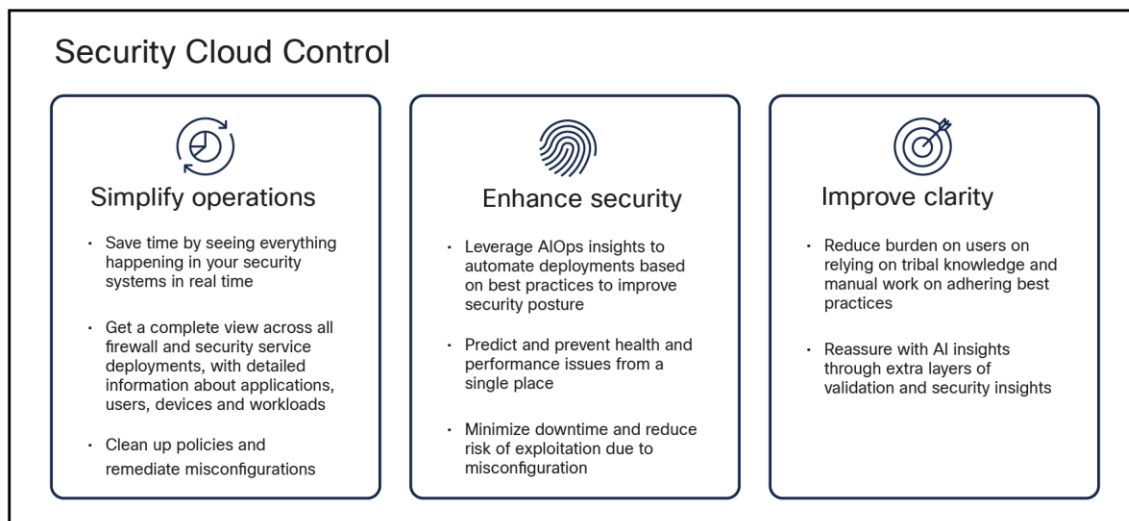 Security Cloud Control
Simplify operations
· Save time by seeing everything
happening in your security
systems in real time
· Get a complete view across all
firewall and security service
deployments, with detailed
information about applications,
users, devices and workloads
· Clean up policies and
remediate misconfigurations
Enhance security
· Leverage AIOps insights to
automate deployments based
on best practices to improve
security posture
· Predict and prevent health and
performance issues from a
single place
· Minimize downtime and reduce
risk of exploitation due to
misconfiguration
Improve clarity
· Reduce burden on users on
relying on tribal knowledge and
manual work on adhering best
practices
· Reassure with AI insights
through extra layers of
validation and security insights